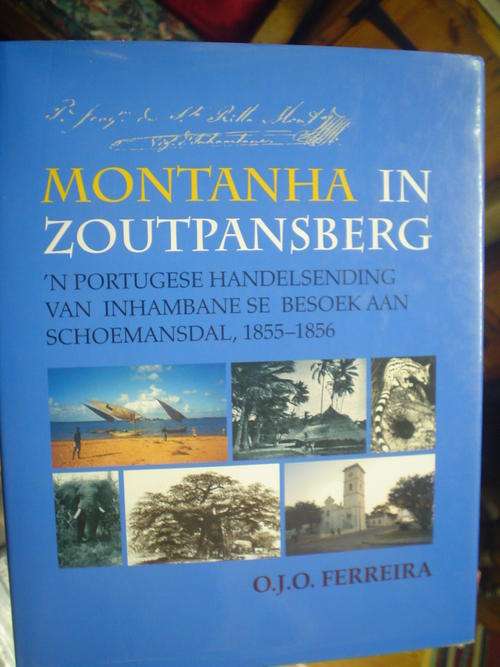 MONTANHA IN
ZOUTPANSBERG
'N PORTUGESE HANDELSENDING
VAN INHAMBANE SE BESOEK AAN
SCHOEMANSDAL, 1855–1856
O.J.O. FERREIRA